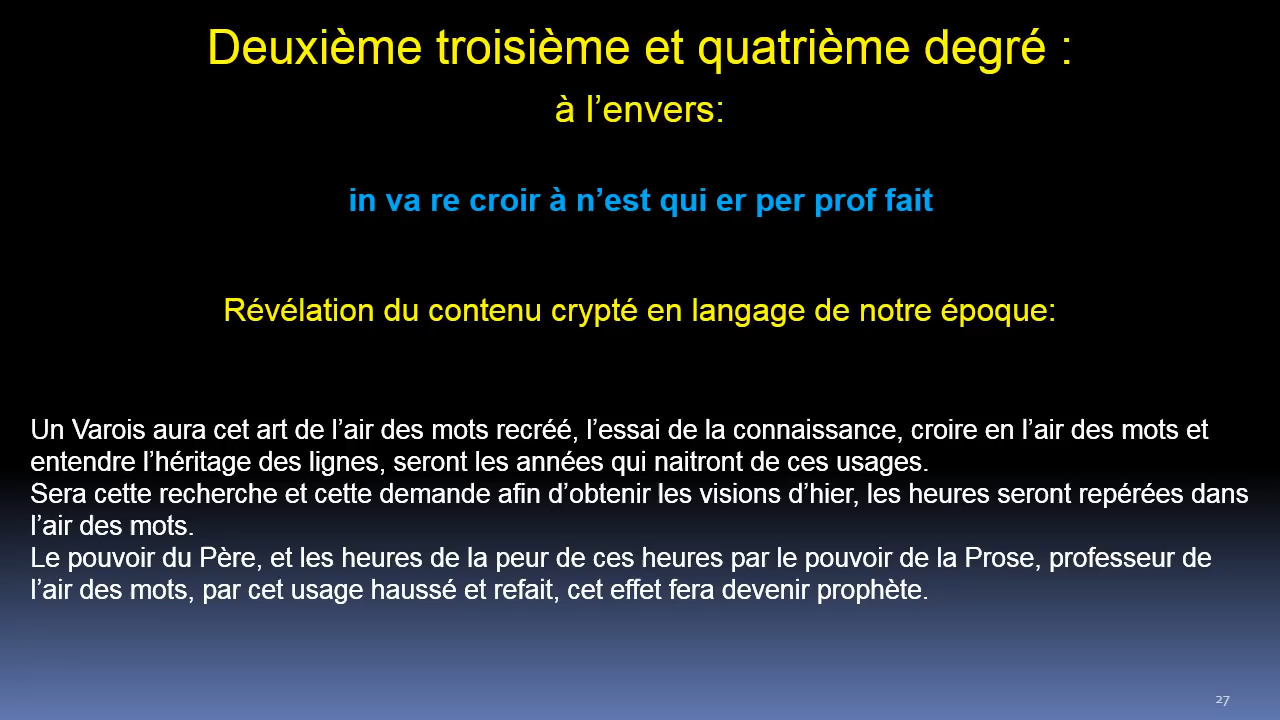 Deuxième troisième et quatrième degré :
à l’envers:
in va re croir à n’est qui er per prof fait
Révélation du contenu crypté en langage de notre époque:
Un Varois aura cet art de l’air des mots recréé, l’essai de la connaissance, croire en l’air des mots et
entendre l’héritage des lignes, seront les années qui naitront de ces usages.
Sera cette recherche et cette demande afin d’obtenir les visions d’hier, les heures seront repérées dans
l’air des mots.
Le pouvoir du Père, et les heures de la peur de ces heures par le pouvoir de la Prose, professeur de
l’air des mots, par cet usage haussé et refait, cet effet fera devenir prophète.
27